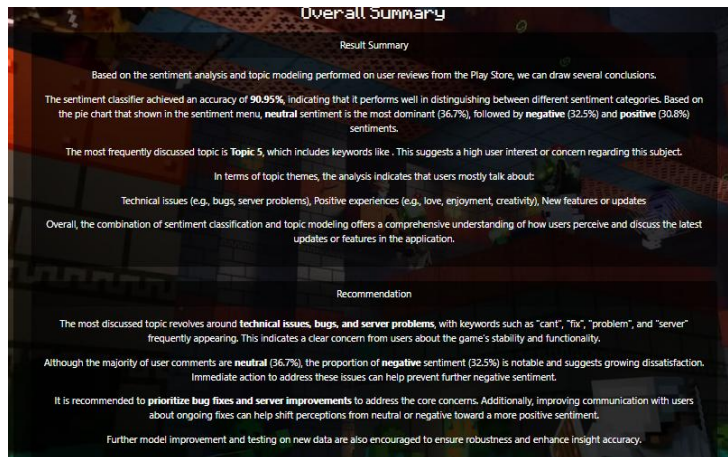 Overall Summary
Result Summary
Based on the sentiment analysis and topic modeling performed on user reviews from the Play Store, we can draw several conclusions.
The sentiment classifier achieved an accuracy of 90.95%, indicating that it performs well in distinguishing between different sentiment categories. Based on
the pie chart that shown in the sentiment menu, neutral sentiment is the most dominant (36.7%), followed by negative (32.5%) and positive (30.8%)
sentiments.
The most frequently discussed topic is Topic 5, which includes keywords like . This suggests a high user interest or concern regarding this subject.
In terms of topic themes, the analysis indicates that users mostly talk about:
Technical issues (e.g., bugs, server problems), Positive experiences (e.g., love, enjoyment, creativity), New features or updates
Overall, the combination of sentiment classification and topic modeling offers a comprehensive understanding of how users perceive and discuss the latest
updates or features in the application.
Recommendation
The most discussed topic revolves around technical issues, bugs, and server problems, with keywords such as "cant", "fix", "problem", and "server"
frequently appearing. This indicates a clear concern from users about the game's stability and functionality.
Although the majority of user comments are neutral (36.7%), the proportion of negative sentiment (32.5%) is notable and suggests growing dissatisfaction.
Immediate action to address these issues can help prevent further negative sentiment.
It is recommended to prioritize bug fixes and server improvements to address the core concerns. Additionally, improving communication with users
about ongoing fixes can help shift perceptions from neutral or negative toward a more positive sentiment.
Further model improvement and testing on new data are also encouraged to ensure robustness and enhance insight accuracy.